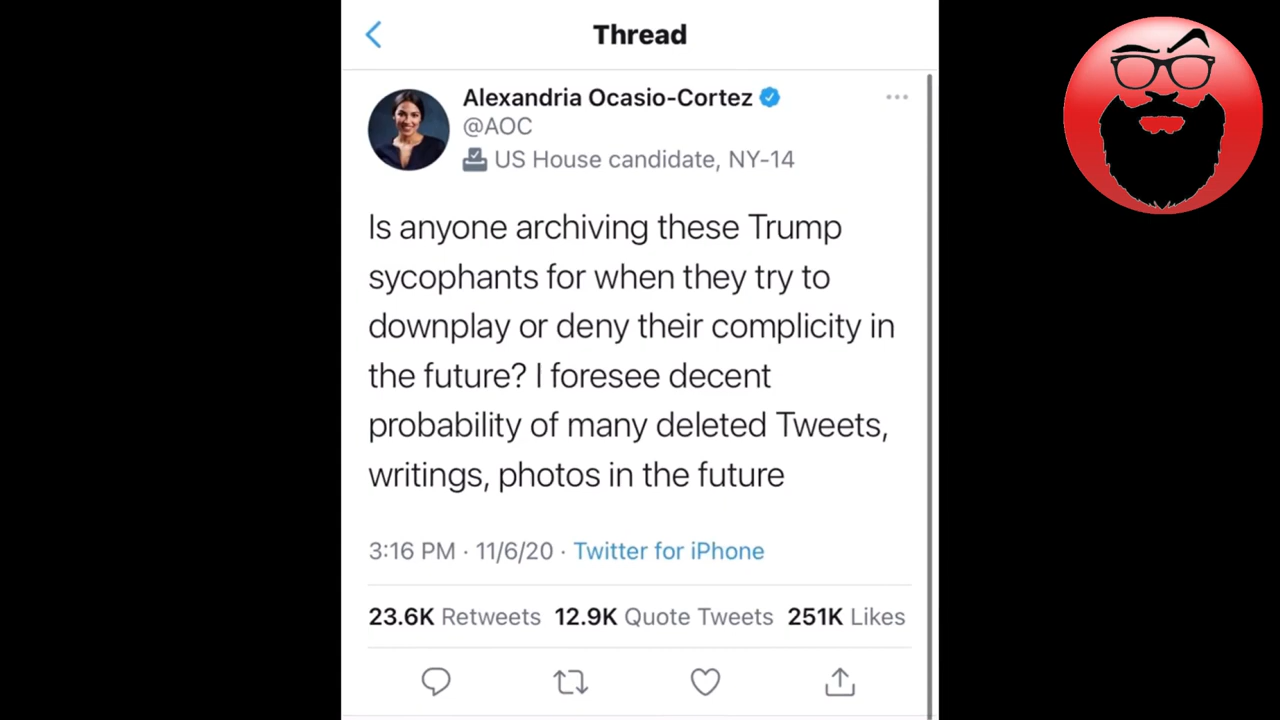 Thread
Alexandria Ocasio-Cortez
@AOC
US House candidate, NY-14
Is anyone archiving these Trump
sycophants for when they try to
downplay or deny their complicity in
the future? I foresee decent
probability of many deleted Tweets,
writings, photos in the future
3:16 PM · 11/6/20 · Twitter for iPhone
23.6K Retweets 12.9K Quote Tweets 251K Likes